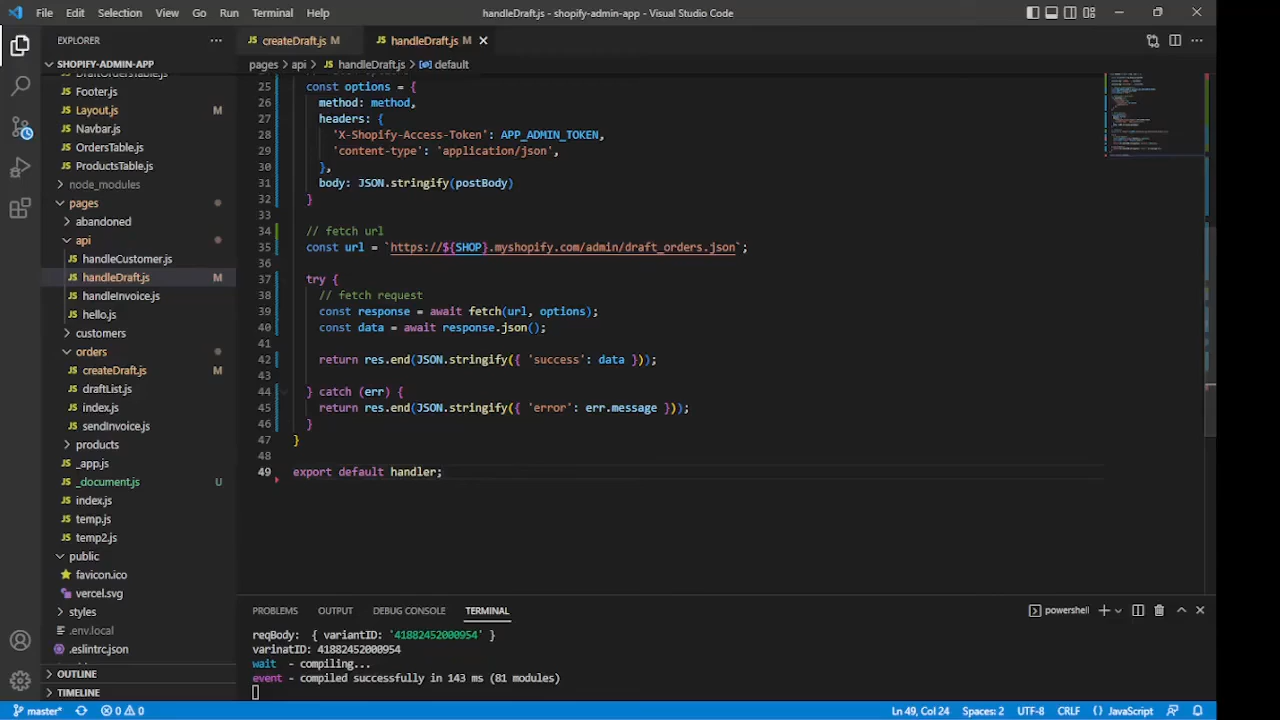 File Edit Selection View Go Run Terminal Help
handleDraft.js - shopify-admin-app - Visual Studio Code
EXPLORER
SHOPIFY-ADMIN-APP
DraftOrdersTable.js
Footer.js
Layout.js M
Navbar.js
OrdersTable.js
ProductsTable.js
node_modules
pages
abandoned
api
handleCustomer.js
handleDraft.js M
handleInvoice.js
hello.js
customers
orders
createDraft.js M
draftList.js
index.js
sendInvoice.js
products
_app.js
_document.js U
index.js
temp.js
temp2.js
public
favicon.ico
vercel.svg
styles
.env.local
.eslintrc.json
OUTLINE
TIMELINE
createDraft.js M
handleDraft.js M
pages > api > handleDraft.js > default
25 const options = {
26 method: method,
27 headers: {
28 'X-Shopify-Access-Token': APP_ADMIN_TOKEN,
29 'content-type': 'application/json',
30 },
31 body: JSON.stringify(postBody)
32 }
33
34 // fetch url
35 const url = `https://${SHOP}.myshopify.com/admin/draft_orders.json`;
36
37 try {
38 // fetch request
39 const response = await fetch(url, options);
40 const data = await response.json();
41
42 return res.end(JSON.stringify({ 'success': data }));
43
44 } catch (err) {
45 return res.end(JSON.stringify({ 'error': err.message }));
46 }
47 }
48
49 export default handler;
PROBLEMS OUTPUT DEBUG CONSOLE TERMINAL
powershell
reqBody: { variantID: '41882452000954' }
varinatID: 41882452000954
wait - compiling...
event - compiled successfully in 143 ms (81 modules)
master* 0 0
Ln 49, Col 24 Spaces: 2 UTF-8 CRLF {} JavaScript